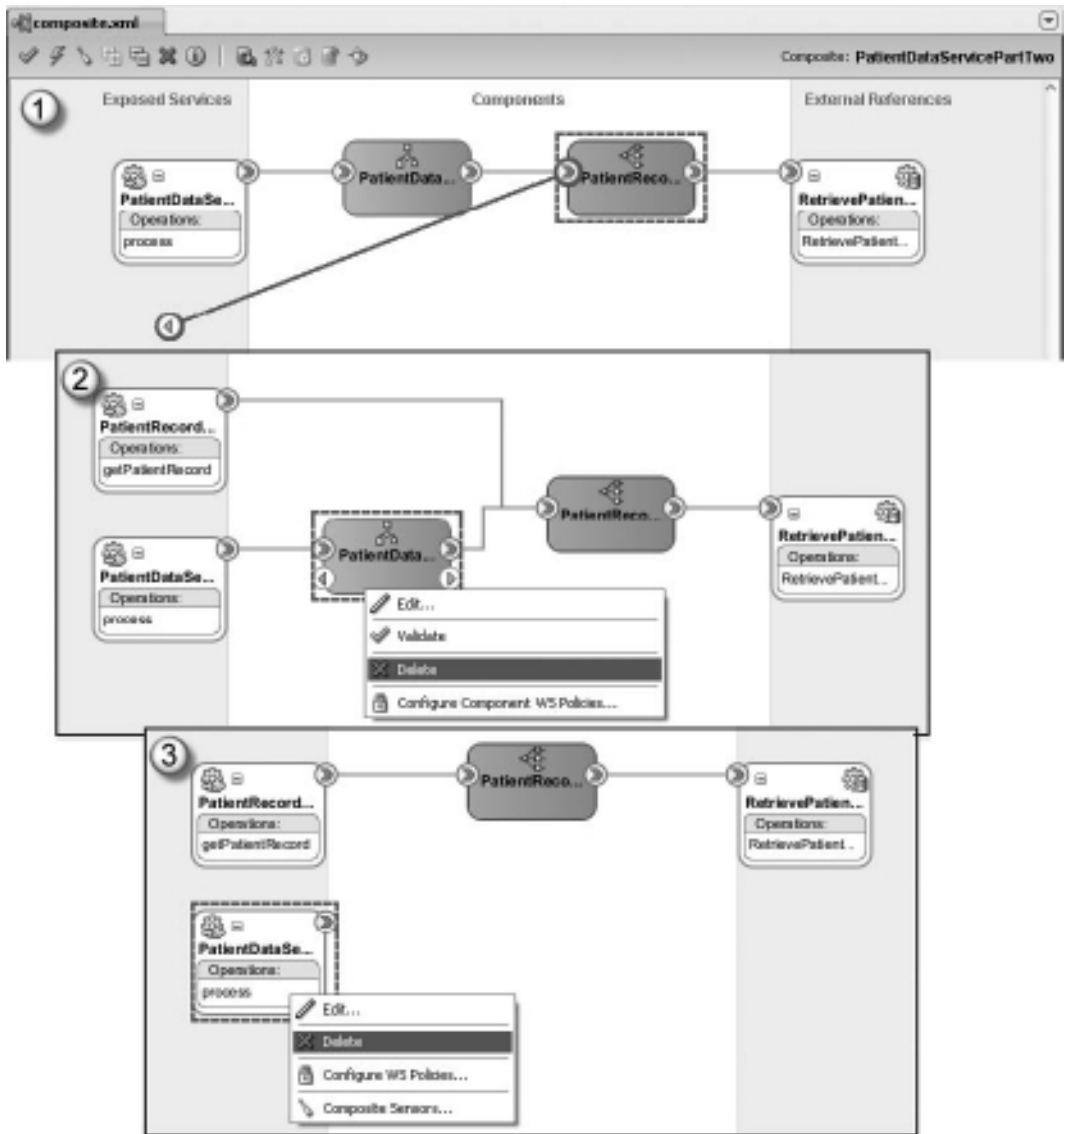 composite.xml
Composite: PatientDataServicePartTwo
1
Exposed Services
Components
External References
PatientDataSe...
Operations:
process
PatientData...
PatientReco...
RetrievePatien...
Operations:
RetrievePatient...
2
PatientRecord...
Operations:
getPatientRecord
PatientDataSe...
Operations:
process
PatientData...
PatientReco...
RetrievePatien...
Operations:
RetrievePatient...
Edit...
Validate
Delete
Configure Component WS Policies...
3
PatientRecord...
Operations:
getPatientRecord
PatientReco...
RetrievePatien...
Operations:
RetrievePatient...
PatientDataSe...
Operations:
process
Edit...
Delete
Configure WS Policies...
Composite Sensors...